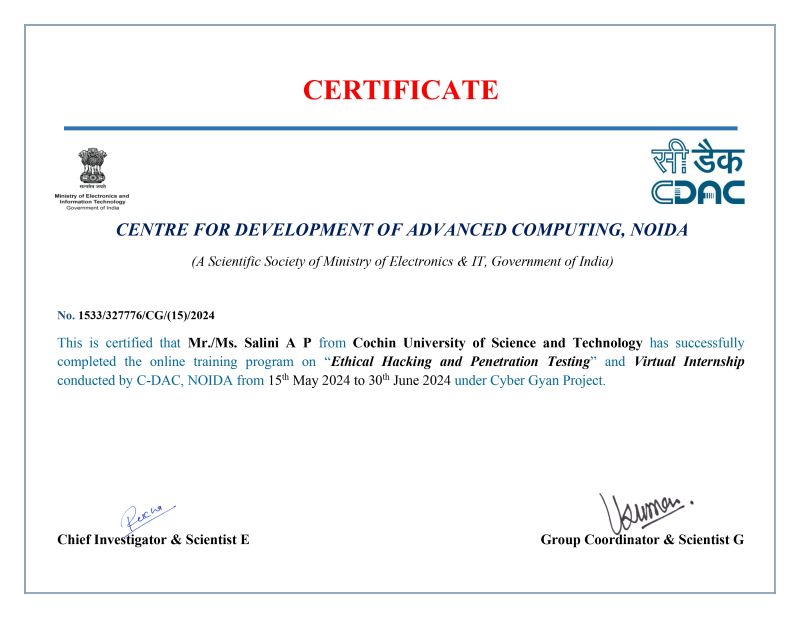 CERTIFICATE
सत्यमेव जयते
Ministry of Electronics and
Information Technology
Government of India
सी डैक
CDAC
CENTRE FOR DEVELOPMENT OF ADVANCED COMPUTING, NOIDA
(A Scientific Society of Ministry of Electronics & IT, Government of India)
No. 1533/327776/CG/(15)/2024
This is certified that Mr./Ms. Salini A P from Cochin University of Science and Technology has successfully
completed the online training program on “Ethical Hacking and Penetration Testing” and Virtual Internship
conducted by C-DAC, NOIDA from 15th May 2024 to 30th June 2024 under Cyber Gyan Project.
Chief Investigator & Scientist E
Group Coordinator & Scientist G